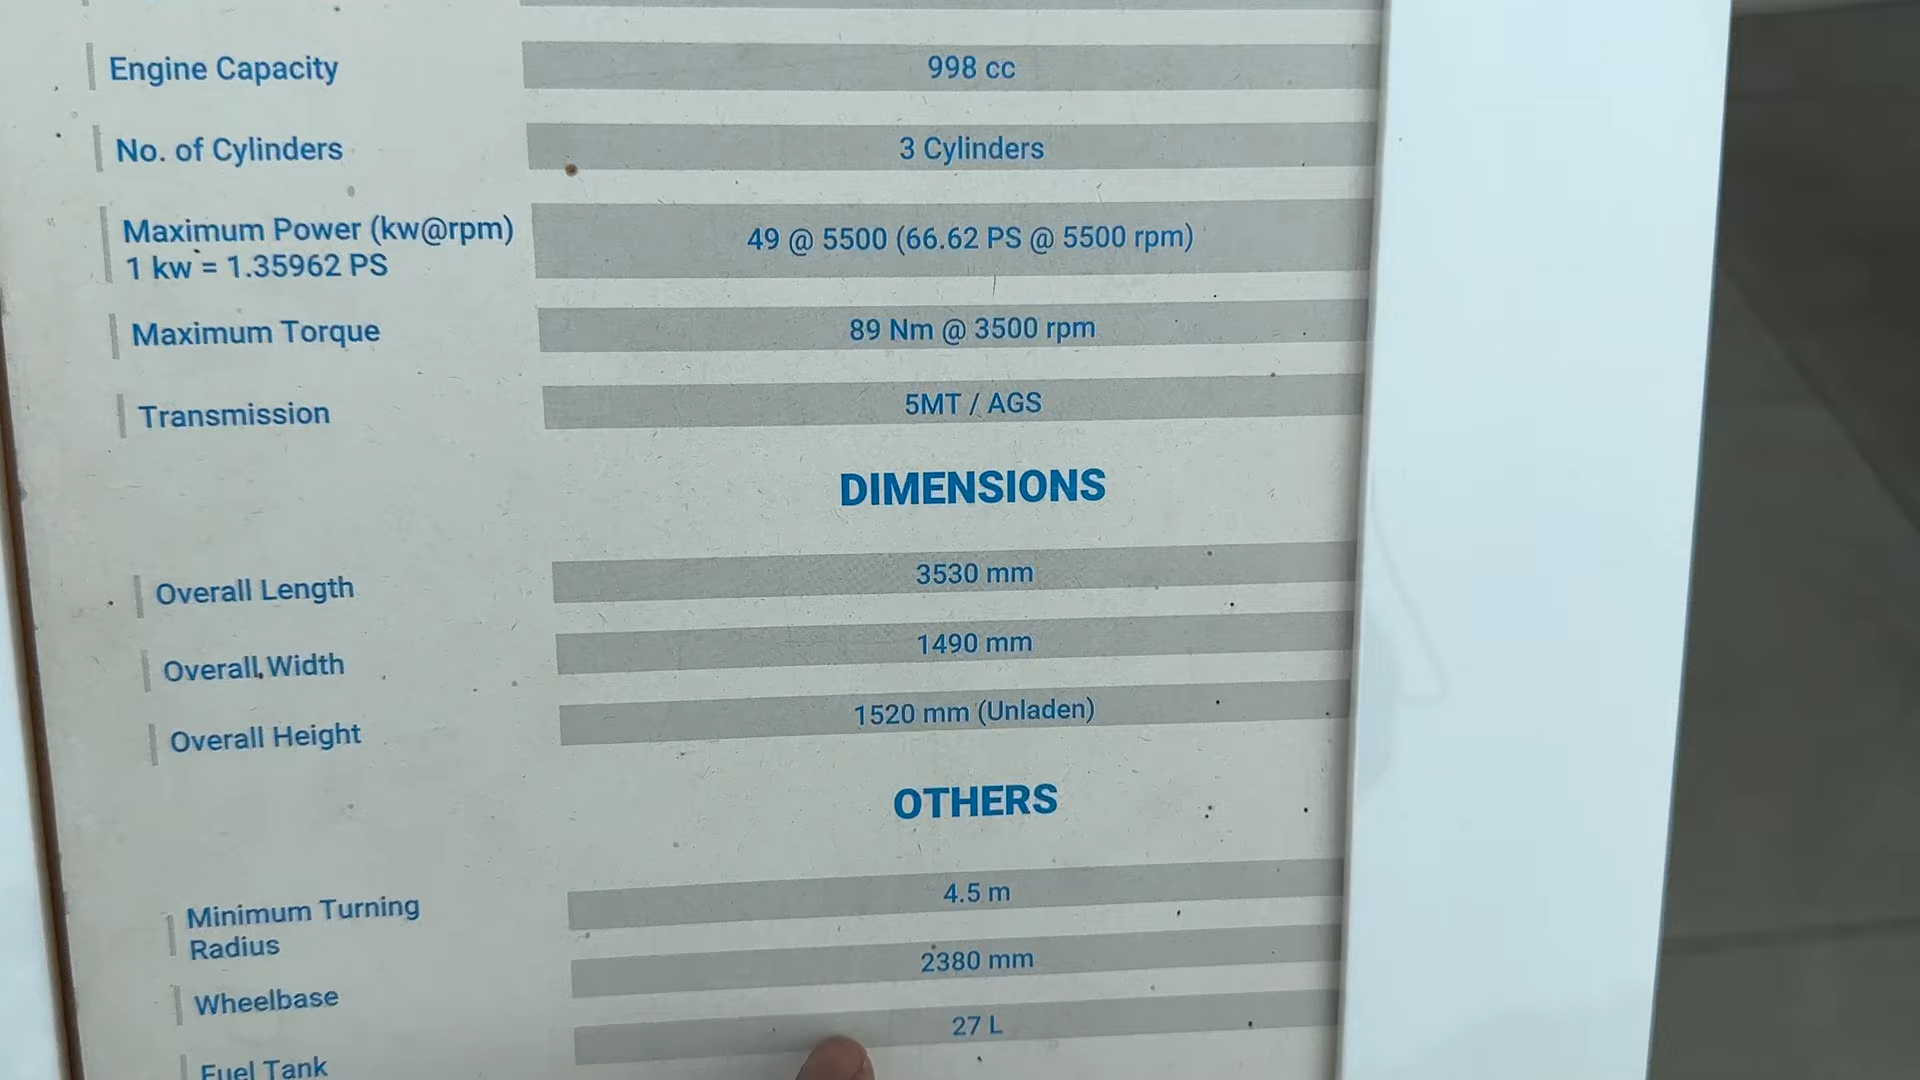 Engine Capacity 998 cc
No. of Cylinders 3 Cylinders
Maximum Power (kw@rpm) 49 @ 5500 (66.62 PS @ 5500 rpm)
1 kw = 1.35962 PS
Maximum Torque 89 Nm @ 3500 rpm
Transmission 5MT / AGS
DIMENSIONS
Overall Length 3530 mm
Overall Width 1490 mm
Overall Height 1520 mm (Unladen)
OTHERS
Minimum Turning 4.5 m
Radius
Wheelbase 2380 mm
Fuel Tank 27 L